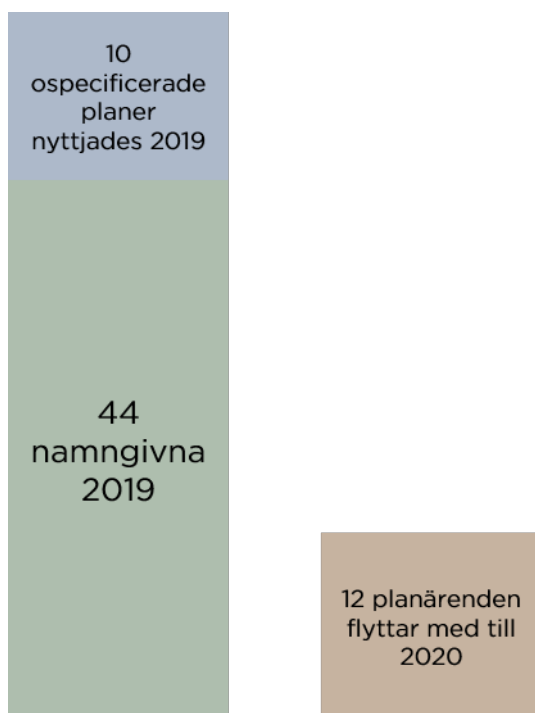 10
ospecificerade
planer
nyttjades 2019
44
namngivna
2019
12 planärenden
flyttar med till
2020